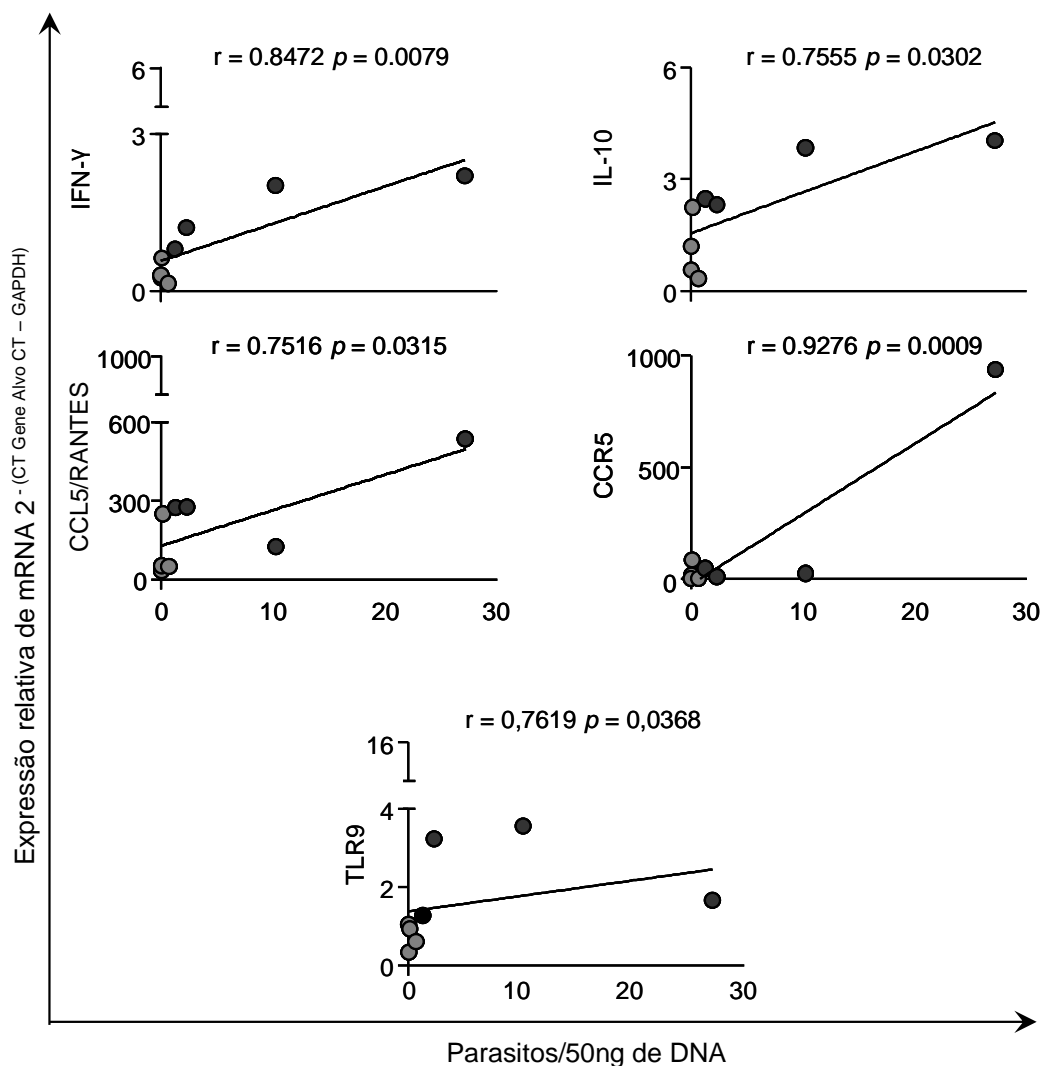 r = 0.8472 p = 0.0079
6
3
0
IFN-γ
r = 0.7555 p = 0.0302
6
3
0
IL-10
r = 0.7516 p = 0.0315
1000
600
300
0
CCL5/RANTES
0 10 20 30
r = 0.9276 p = 0.0009
1000
500
0
CCR5
0 10 20 30
r = 0,7619 p = 0,0368
16
4
2
0
TLR9
0 10 20 30
Expressão relativa de mRNA 2 - (CT Gene Alvo CT – GAPDH)
Parasitos/50ng de DNA